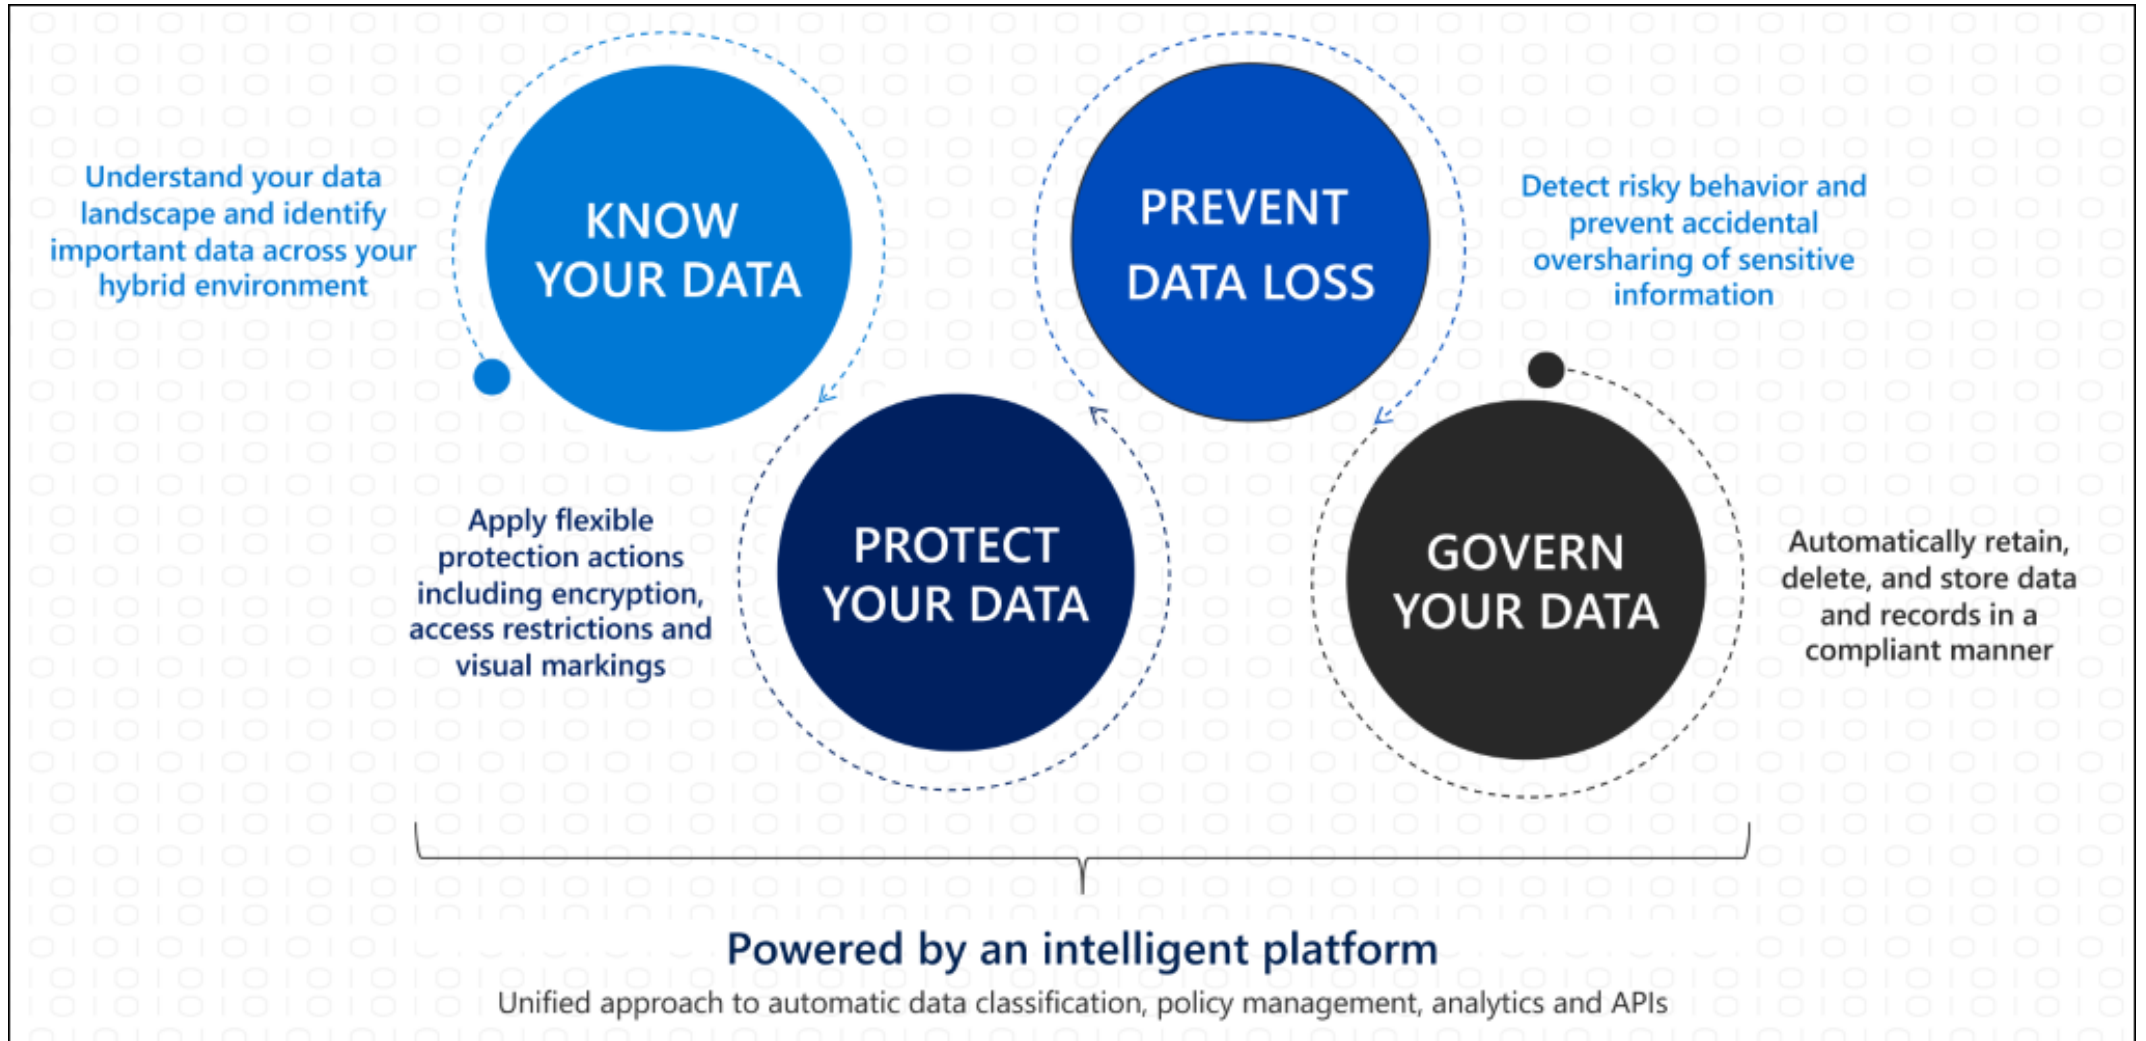 Understand your data
landscape and identify
important data across your
hybrid environment
KNOW
YOUR DATA
Apply flexible
protection actions
including encryption,
access restrictions and
visual markings
PROTECT
YOUR DATA
PREVENT
DATA LOSS
Detect risky behavior and
prevent accidental
oversharing of sensitive
information
GOVERN
YOUR DATA
Automatically retain,
delete, and store data
and records in a
compliant manner
Powered by an intelligent platform
Unified approach to automatic data classification, policy management, analytics and APIs